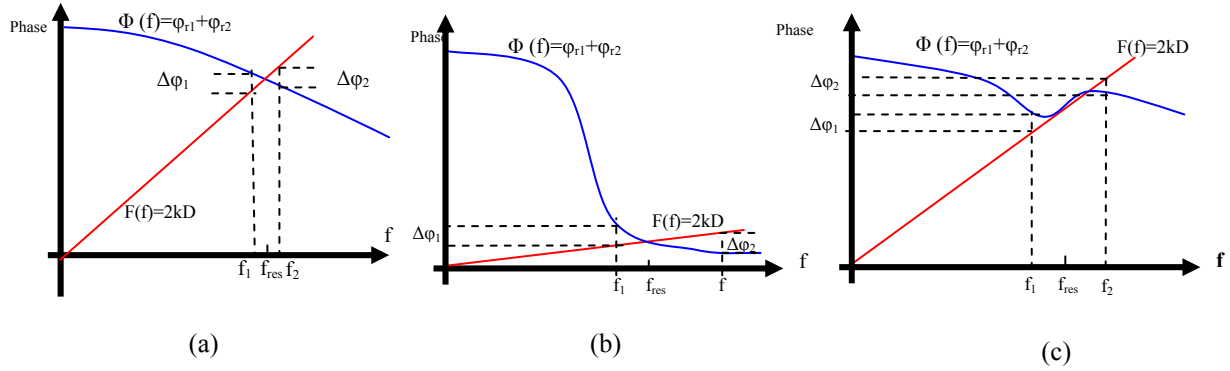 Phase
Φ (f)=φr1+φr2
Δφ1
Δφ2
F(f)=2kD
f
f1
fres
f2
(a)
Phase
Φ (f)=φr1+φr2
F(f)=2kD
Δφ1
Δφ2
f
f1
fres
f
(b)
Phase
Φ (f)=φr1+φr2
F(f)=2kD
Δφ2
Δφ1
f
f1
fres
f2
(c)